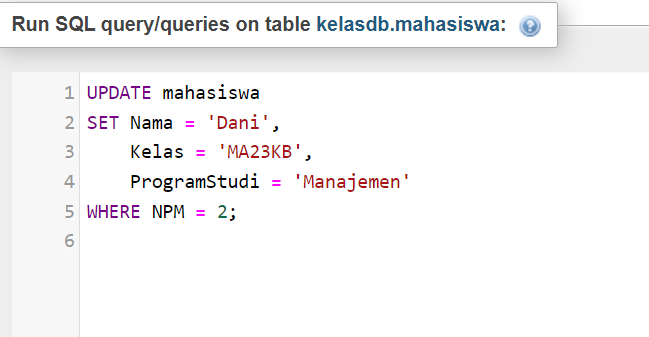 Run SQL query/queries on table kelasdb.mahasiswa:
1 UPDATE mahasiswa
2 SET Nama = 'Dani',
3 Kelas = 'MA23KB',
4 ProgramStudi = 'Manajemen'
5 WHERE NPM = 2;
6